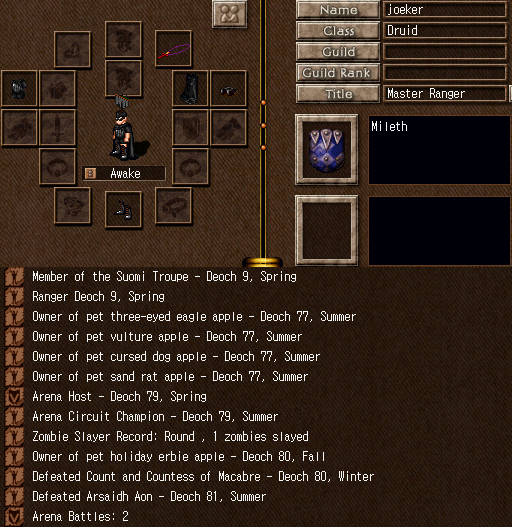 Name joeker
Class Druid
Guild
Guild Rank
Title Master Ranger
Mileth
Awake
Member of the Suomi Troupe - Deoch 9, Spring
Ranger Deoch 9, Spring
Owner of pet three-eyed eagle apple - Deoch 77, Summer
Owner of pet vulture apple - Deoch 77, Summer
Owner of pet cursed dog apple - Deoch 77, Summer
Owner of pet sand rat apple - Deoch 77, Summer
Arena Host - Deoch 79, Spring
Arena Circuit Champion - Deoch 79, Summer
Zombie Slayer Record: Round , 1 zombies slayed
Owner of pet holiday erbie apple - Deoch 80, Fall
Defeated Count and Countess of Macabre - Deoch 80, Winter
Defeated Arsaidh Aon - Deoch 81, Summer
Arena Battles: 2